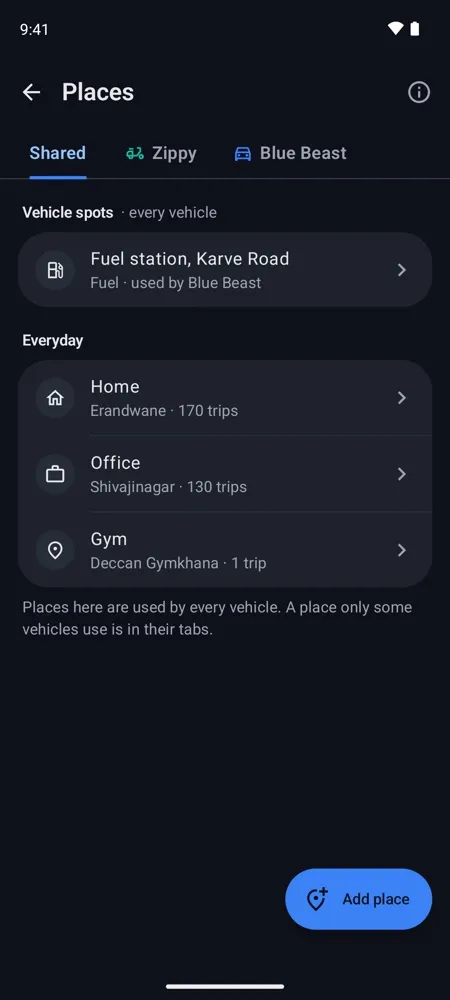 9:41
Places
Shared
Zippy
Blue Beast
Vehicle spots · every vehicle
Fuel station, Karve Road
Fuel · used by Blue Beast
Everyday
Home
Erandwane · 170 trips
Office
Shivajinagar · 130 trips
Gym
Deccan Gymkhana · 1 trip
Places here are used by every vehicle. A place only some
vehicles use is in their tabs.
Add place